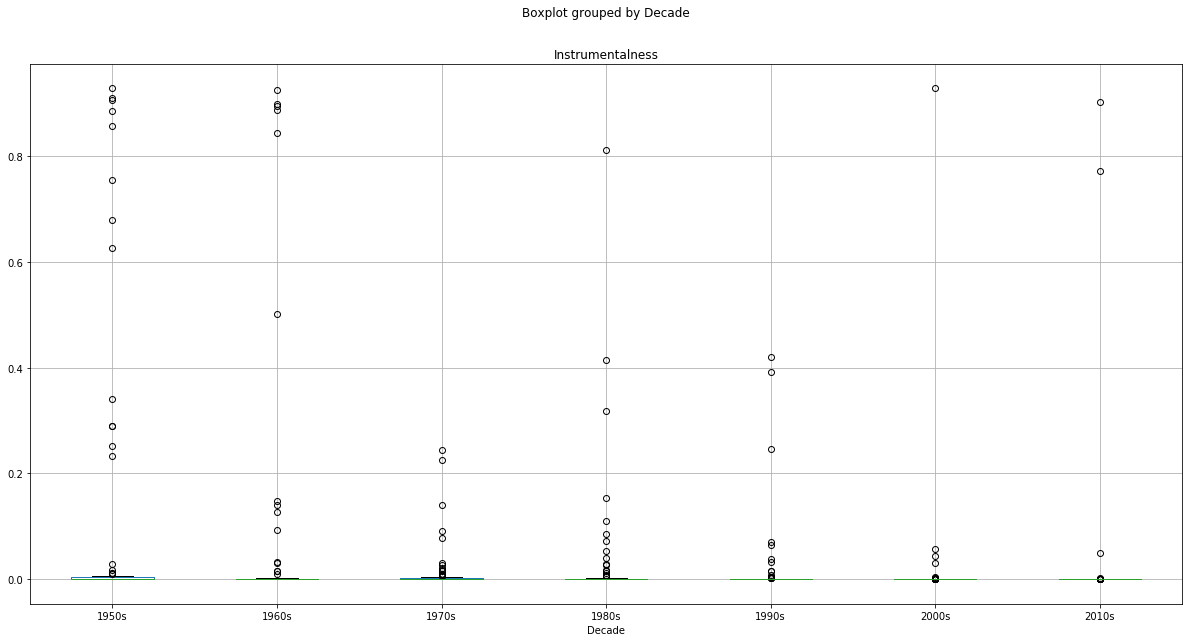 Boxplot grouped by Decade
Instrumentalness
0.8
0.6
0.4
0.2
0.0
1950s 1960s 1970s 1980s 1990s 2000s 2010s
Decade